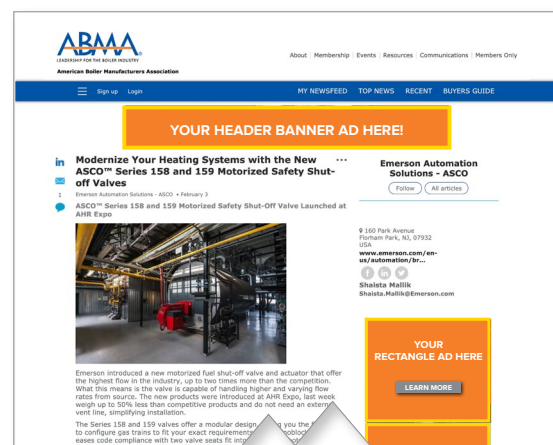 ABMA
LEADERSHIP FOR THE BOILER INDUSTRY
American Boiler Manufacturers Association
About | Membership | Events | Resources | Communications | Members Only
Sign up Login
MY NEWSFEED TOP NEWS RECENT BUYERS GUIDE
YOUR HEADER BANNER AD HERE!
in
1
Modernize Your Heating Systems with the New ...
ASCO™ Series 158 and 159 Motorized Safety Shut-
off Valves
Emerson Automation Solutions - ASCO • February 3
ASCO™ Series 158 and 159 Motorized Safety Shut-Off Valve Launched at
AHR Expo
Emerson introduced a new motorized fuel shut-off valve and actuator that offer
the highest flow in the industry, up to two times more than the competition.
What this means is the valve is capable of handling higher and varying flow
rates from source. The new products were introduced at AHR Expo, last week
weigh up to 50% less than competitive products and do not need an external
vent line, simplifying installation.
The Series 158 and 159 valves offer a modular design, you the
to configure gas trains to fit your exact requirements
eases code compliance with two valve seats fit into
Emerson Automation
Solutions - ASCO
Follow All articles
160 Park Avenue
Florham Park, NJ, 07932
USA
www.emerson.com/en-
us/automation/br...
f in
Shaista Mallik
Shaista.Mallik@Emerson.com
YOUR
RECTANGLE AD HERE
LEARN MORE